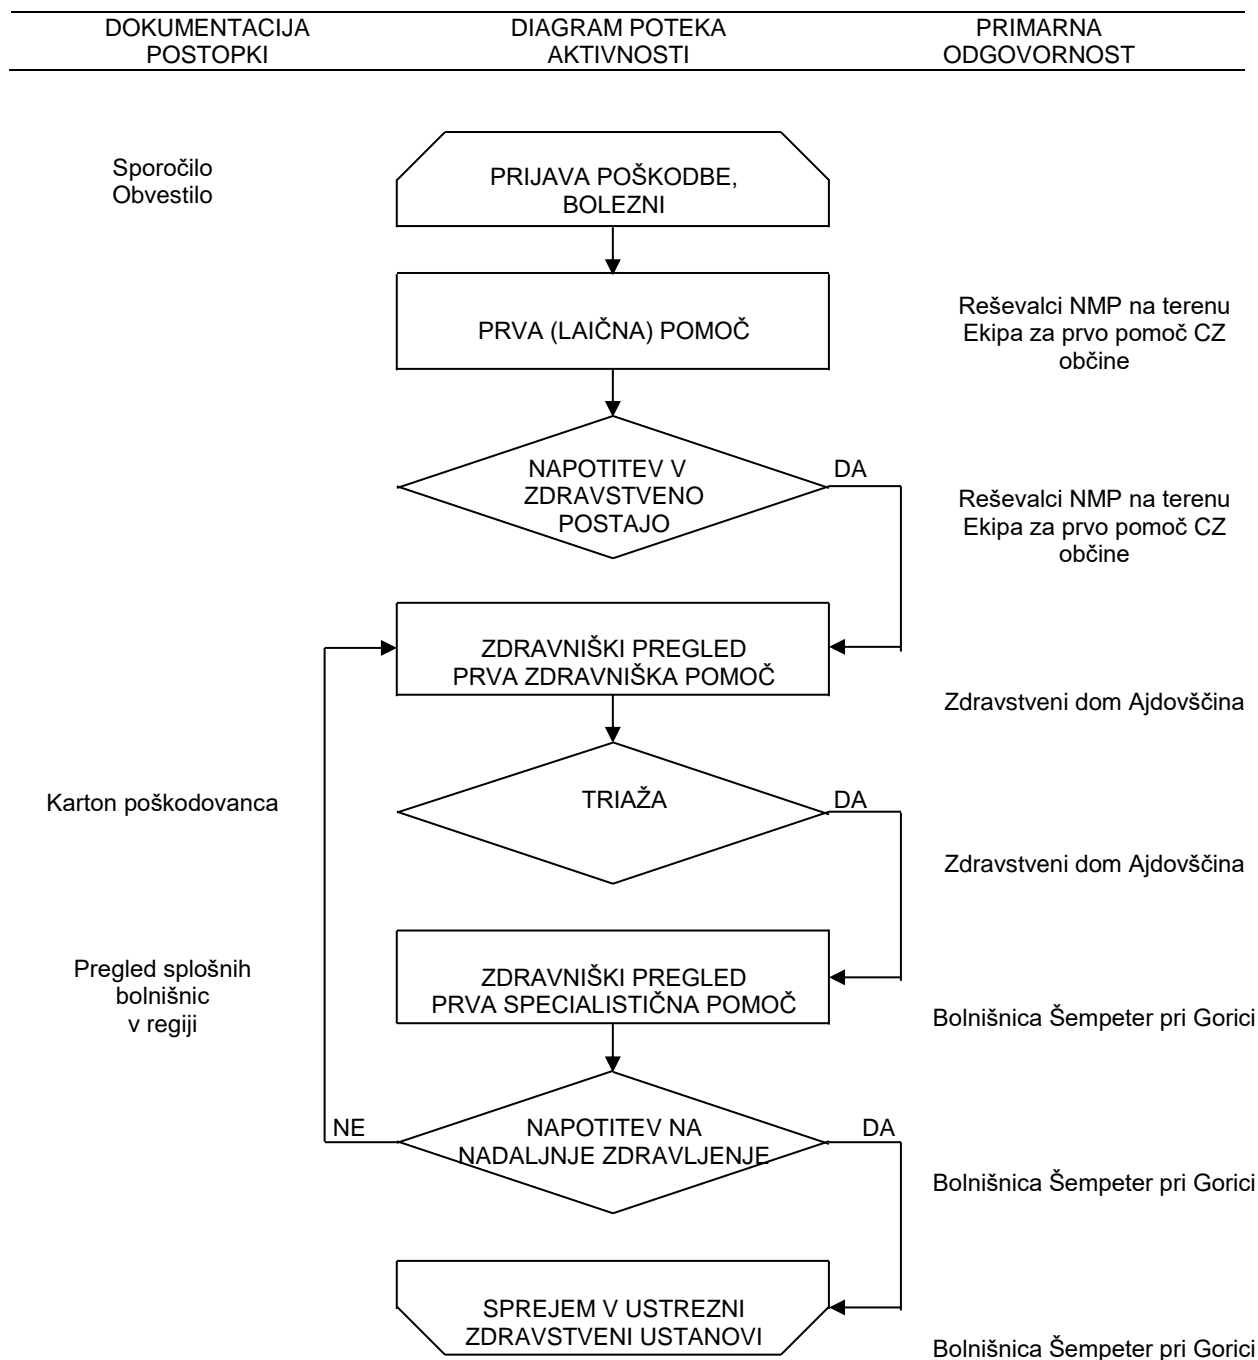 DOKUMENTACIJA
POSTOPKI
DIAGRAM POTEKA
AKTIVNOSTI
PRIMARNA
ODGOVORNOST
Sporočilo
Obvestilo
PRIJAVA POŠKODBE,
BOLEZNI
PRVA (LAIČNA) POMOČ
Reševalci NMP na terenu
Ekipa za prvo pomoč CZ
občine
NAPOTITEV V
ZDRAVSTVENO
POSTAJO
DA
Reševalci NMP na terenu
Ekipa za prvo pomoč CZ
občine
ZDRAVNIŠKI PREGLED
PRVA ZDRAVNIŠKA POMOČ
Zdravstveni dom Ajdovščina
Karton poškodovanca
TRIAŽA
DA
Zdravstveni dom Ajdovščina
Pregled splošnih
bolnišnic
v regiji
ZDRAVNIŠKI PREGLED
PRVA SPECIALISTIČNA POMOČ
Bolnišnica Šempeter pri Gorici
NE
NAPOTITEV NA
NADALJNJE ZDRAVLJENJE
DA
Bolnišnica Šempeter pri Gorici
SPREJEM V USTREZNI
ZDRAVSTVENI USTANOVI
Bolnišnica Šempeter pri Gorici